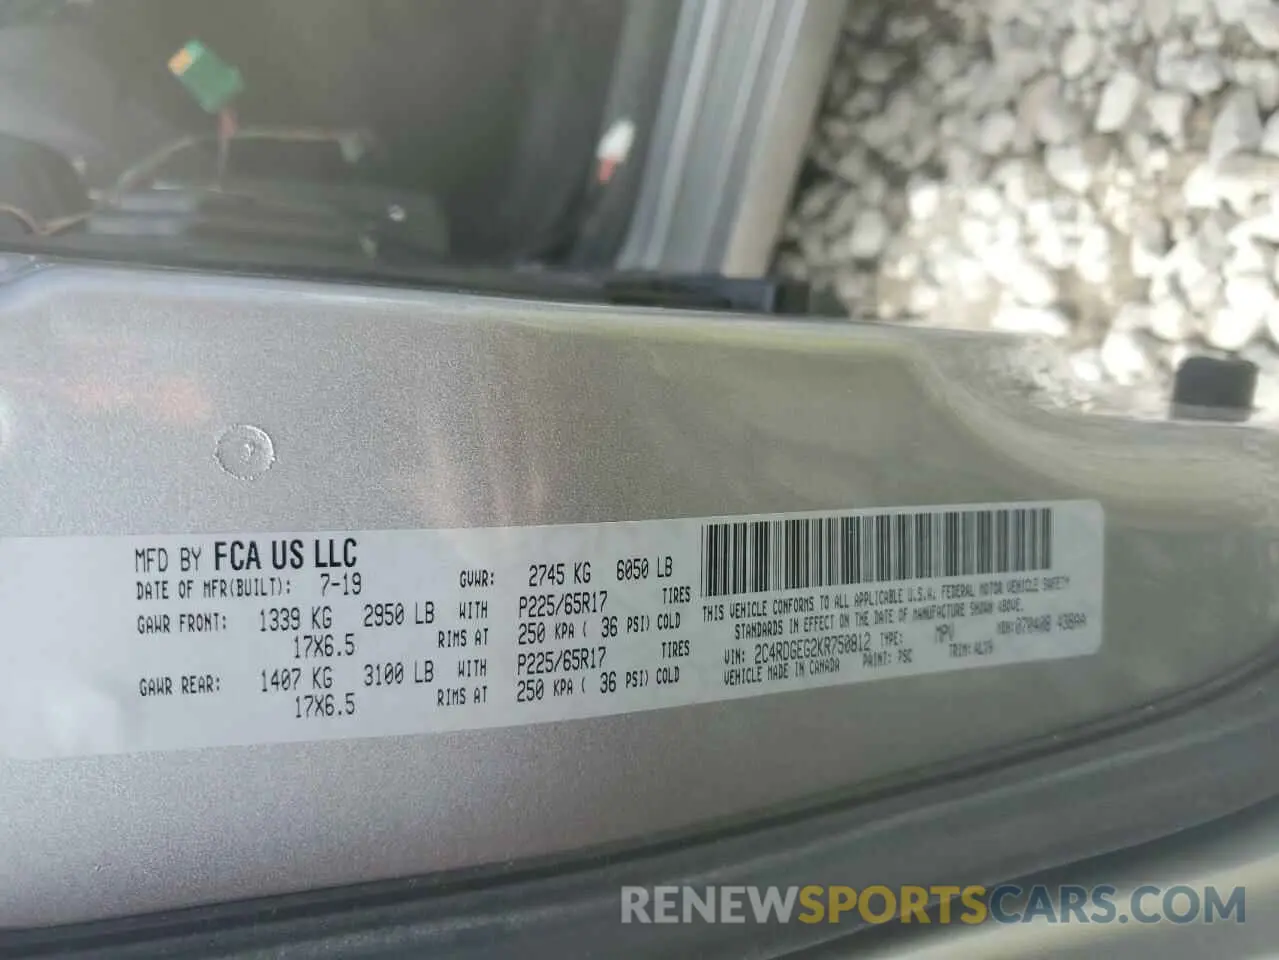 MFD BY FCA US LLC
DATE OF MFR(BUILT): 7-19 GVWR: 2745 KG 6050 LB
GAWR FRONT: 1339 KG 2950 LB WITH P225/65R17 TIRES
17X6.5 RIMS AT 250 KPA ( 36 PSI) COLD
GAWR REAR: 1407 KG 3100 LB WITH P225/65R17 TIRES
17X6.5 RIMS AT 250 KPA ( 36 PSI) COLD
THIS VEHICLE CONFORMS TO ALL APPLICABLE U.S.A. FEDERAL MOTOR VEHICLE SAFETY
STANDARDS IN EFFECT ON THE DATE OF MANUFACTURE SHOWN ABOVE.
VIN: 2C4RDGEG2KR750812 TYPE: MPV
VEHICLE MADE IN CANADA PAINT: PSC TRIM:
RENEWSPORTSCARS.COM